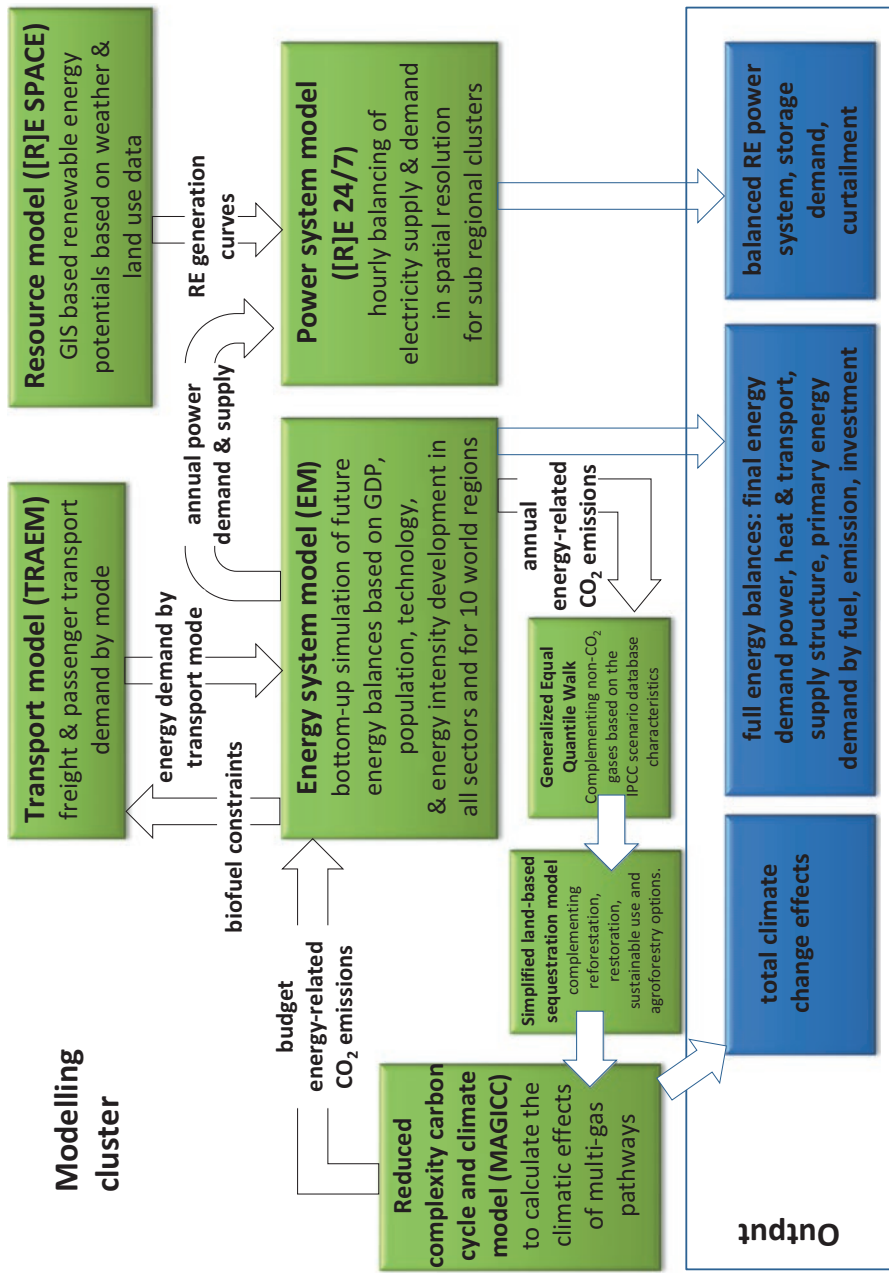 Modelling
cluster
Transport model (TRAEM)
freight & passenger transport
demand by mode
Resource model ([R]E SPACE)
GIS based renewable energy
potentials based on weather &
land use data
biofuel constraints
energy demand by
transport mode
annual power
demand & supply
RE generation
curves
budget
energy-related
CO₂ emissions
Energy system model (EM)
bottom-up simulation of future
energy balances based on GDP,
population, technology,
& energy intensity development in
all sectors and for 10 world regions
Power system model
([R]E 24/7)
hourly balancing of
electricity supply & demand
in spatial resolution
for sub regional clusters
Reduced
complexity carbon
cycle and climate
model (MAGICC)
to calculate the
climatic effects
of multi-gas
pathways
Simplified land-based
sequestration model
complementing
reforestation,
restoration,
sustainable use and
agroforestry options.
Generalized Equal
Quantile Walk
Complementing non-CO₂
gases based on the
IPCC scenario database
characteristics
annual
energy-related
CO₂ emissions
Output
total climate
change effects
full energy balances: final energy
demand power, heat & transport,
supply structure, primary energy
demand by fuel, emission, investment
balanced RE power
system, storage
demand,
curtailment